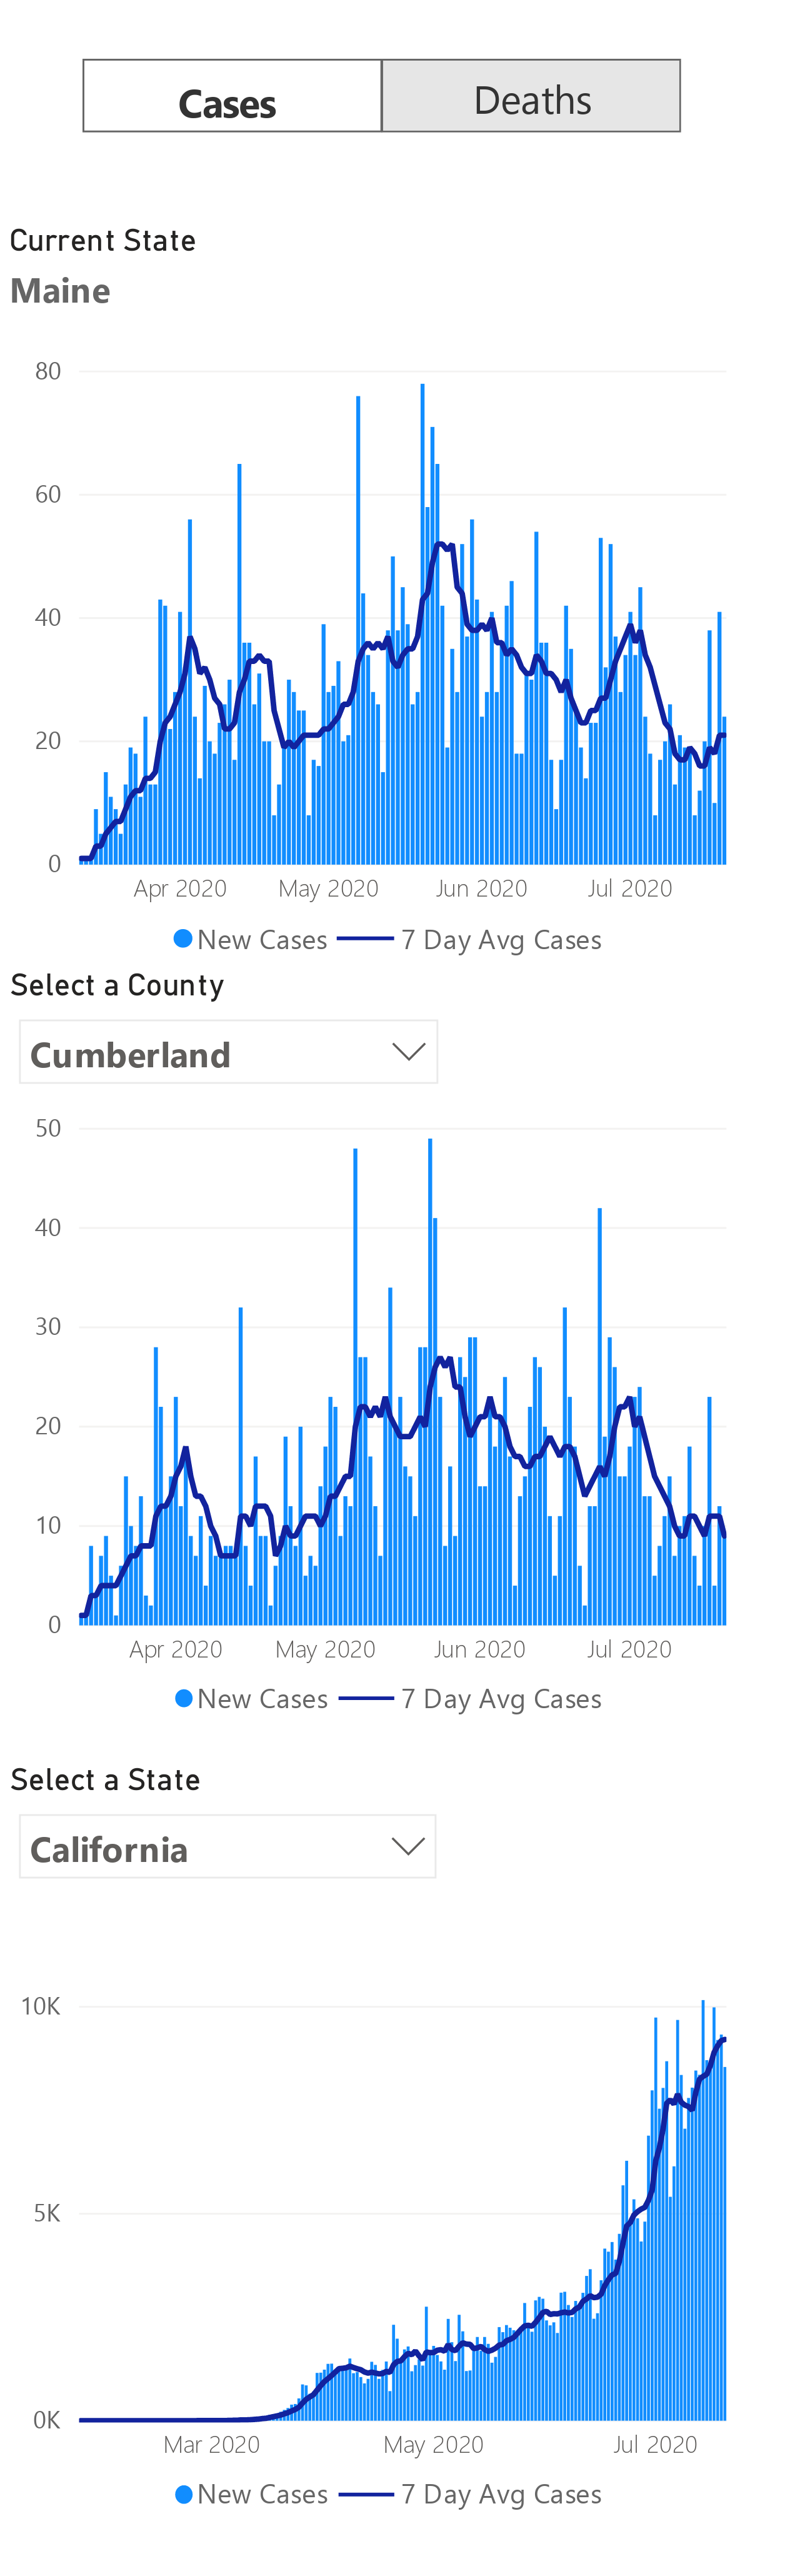 Cases Deaths
Current State
Maine
80
60
40
20
0
Apr 2020 May 2020 Jun 2020 Jul 2020
New Cases 7 Day Avg Cases
Select a County
Cumberland
50
40
30
20
10
0
Apr 2020 May 2020 Jun 2020 Jul 2020
New Cases 7 Day Avg Cases
Select a State
California
10K
5K
0K
Mar 2020 May 2020 Jul 2020
New Cases 7 Day Avg Cases